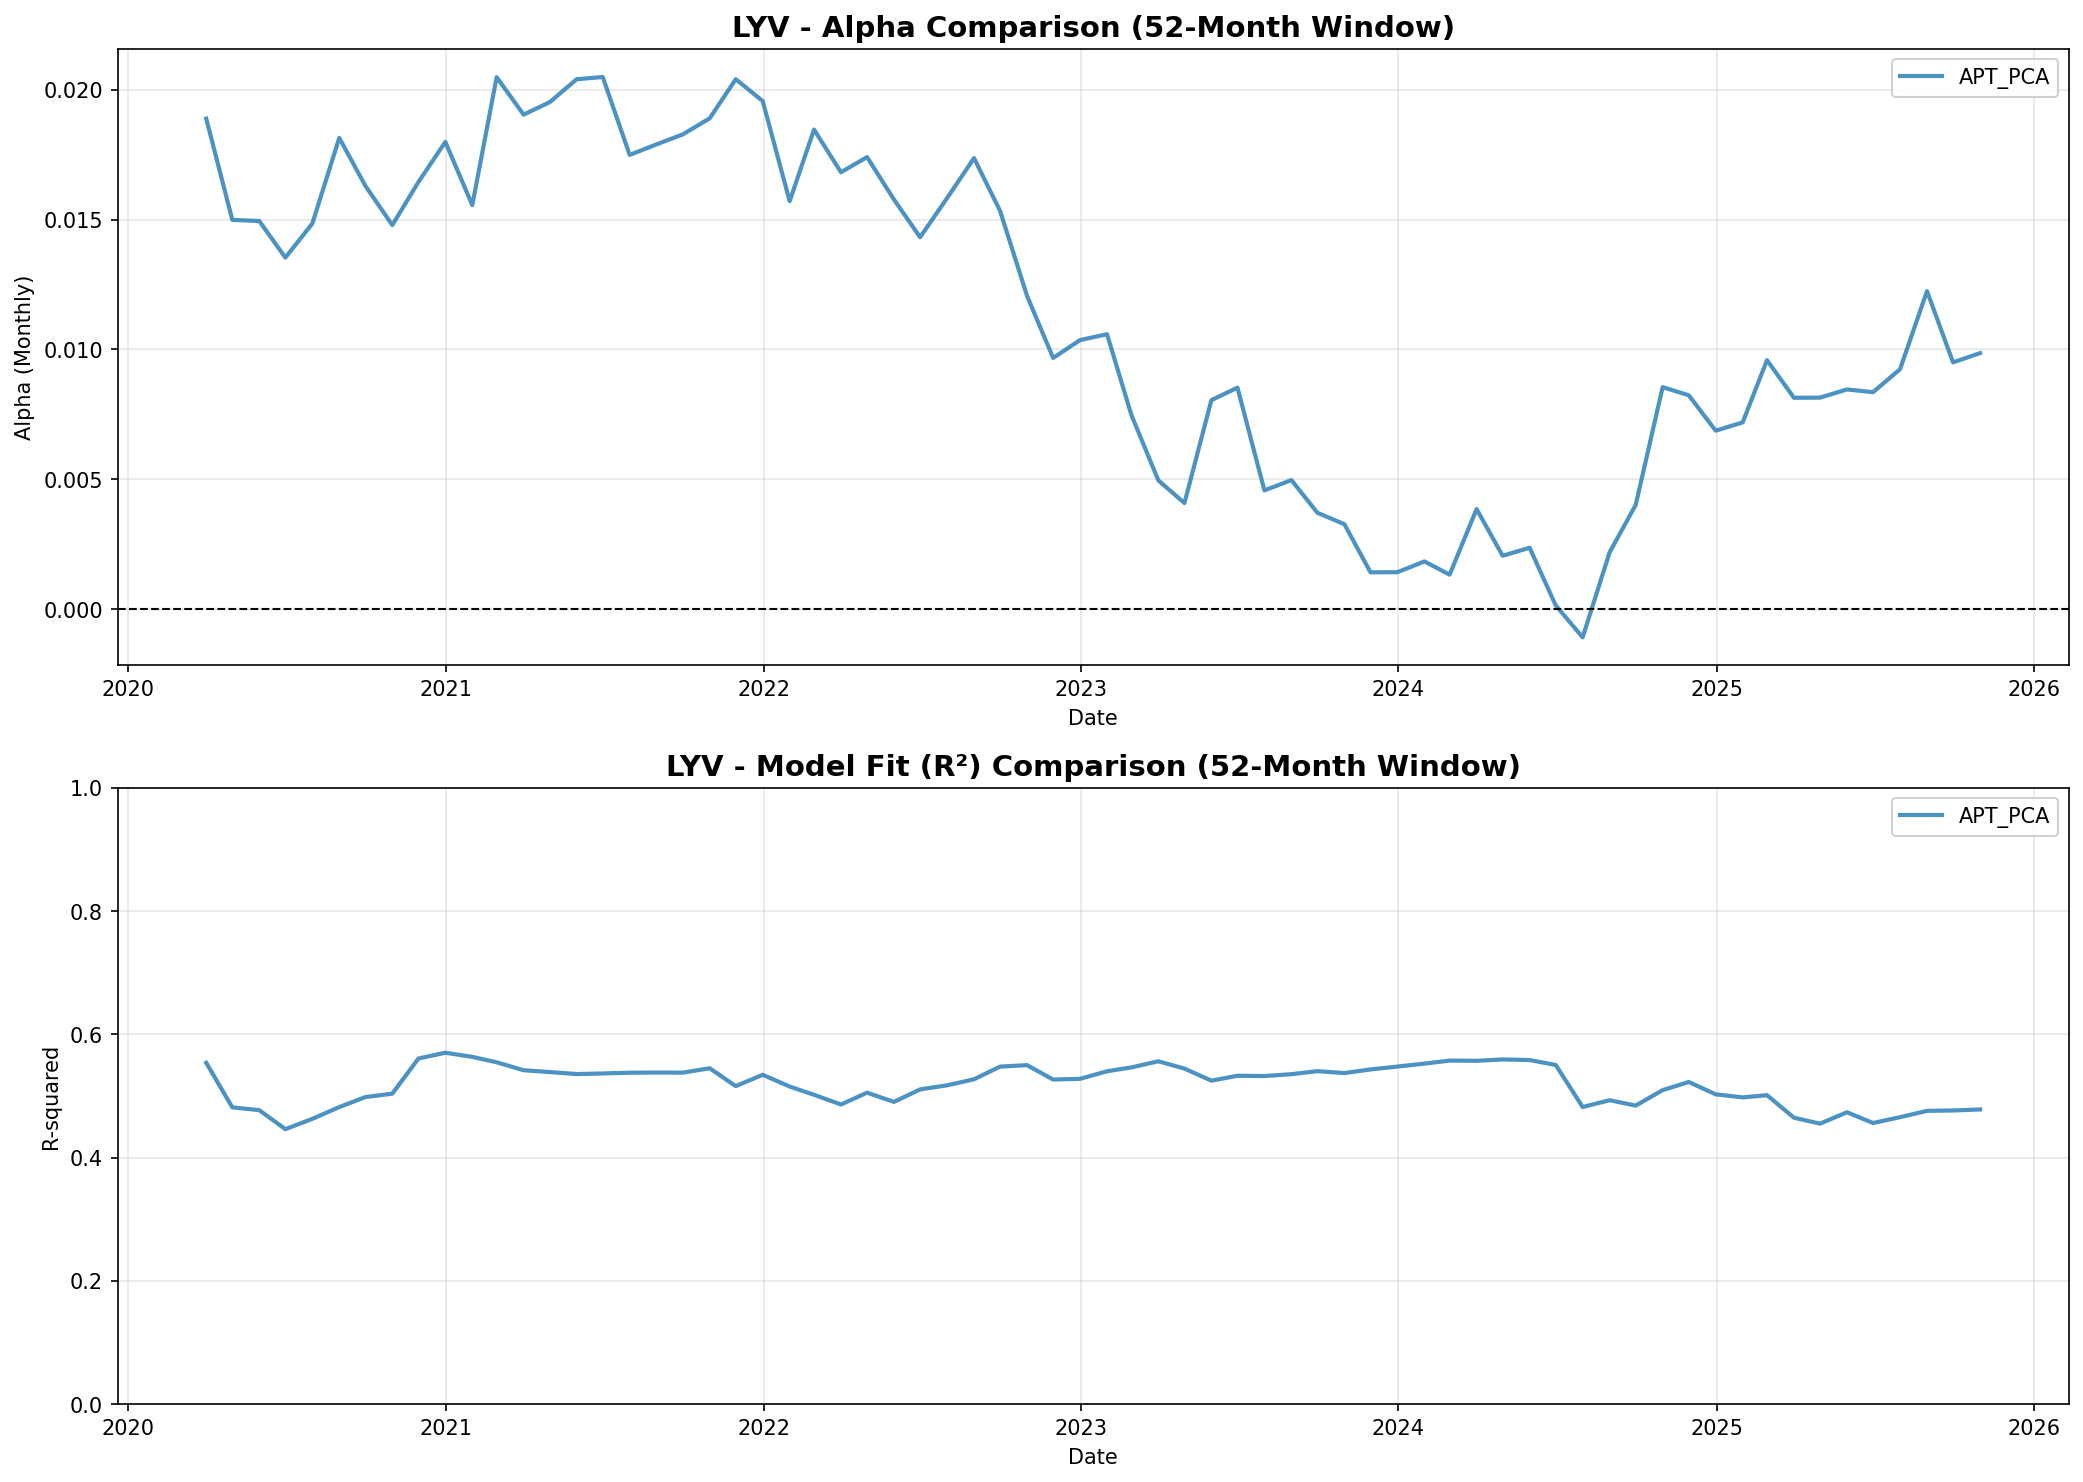 LYV - Alpha Comparison (52-Month Window)
APT_PCA
0.020
0.015
0.010
0.005
0.000
Alpha (Monthly)
2020 2021 2022 2023 2024 2025 2026
Date
LYV - Model Fit (R²) Comparison (52-Month Window)
APT_PCA
1.0
0.8
0.6
0.4
0.2
0.0
R-squared
2020 2021 2022 2023 2024 2025 2026
Date